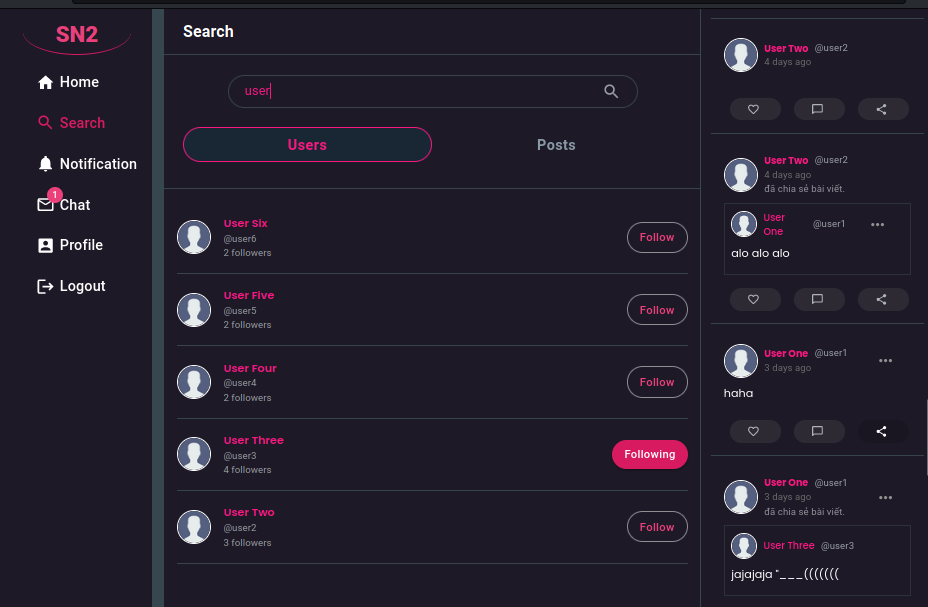 SN2
Home
Search
Notification
1
Chat
Profile
Logout
Search
user
Users
Posts
User Six
@user6
2 followers
Follow
User Five
@user5
2 followers
Follow
User Four
@user4
2 followers
Follow
User Three
@user3
4 followers
Following
User Two
@user2
3 followers
Follow
User Two @user2
4 days ago
User Two @user2
4 days ago
đã chia sẻ bài viết.
User
One
@user1
alo alo alo
User One @user1
3 days ago
haha
User One @user1
3 days ago
đã chia sẻ bài viết.
User Three @user3
jajajaja "___(((((((